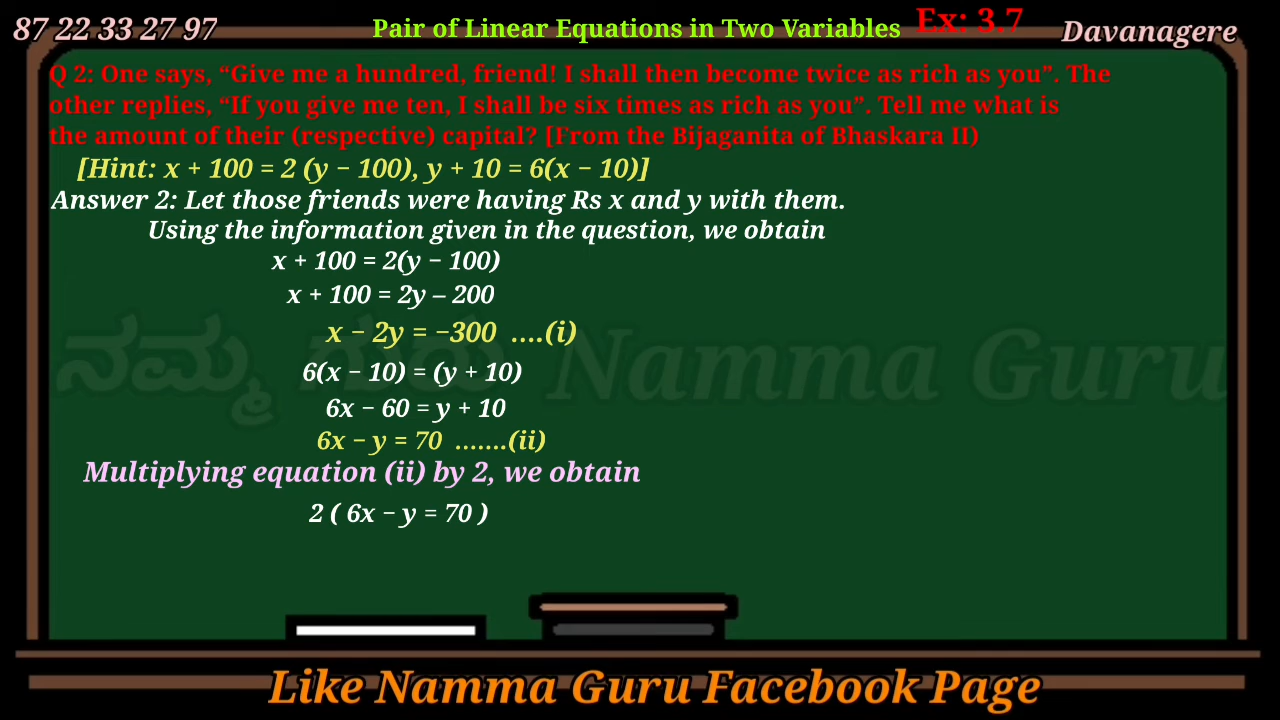 87 22 33 27 97
Pair of Linear Equations in Two Variables
Ex: 3.7
Davanagere
Q 2: One says, “Give me a hundred, friend! I shall then become twice as rich as you”. The
other replies, “If you give me ten, I shall be six times as rich as you”. Tell me what is
the amount of their (respective) capital? [From the Bijaganita of Bhaskara II)
[Hint: x + 100 = 2 (y − 100), y + 10 = 6(x − 10)]
Answer 2: Let those friends were having Rs x and y with them.
Using the information given in the question, we obtain
x + 100 = 2(y − 100)
x + 100 = 2y – 200
x − 2y = −300 ....(i)
ನಮ್ಮ ಗುರು Namma Guru
6(x − 10) = (y + 10)
6x − 60 = y + 10
6x − y = 70 .......(ii)
Multiplying equation (ii) by 2, we obtain
2 ( 6x − y = 70 )
Like Namma Guru Facebook Page